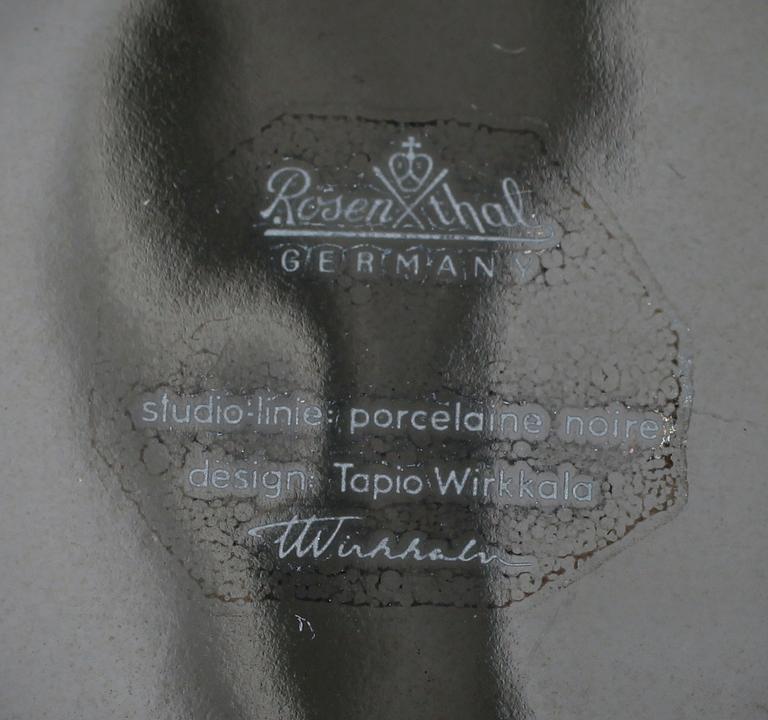 Rosenthal
GERMANY
studio-linie: porcelaine noire
design: Tapio Wirkkala
TWirkkala